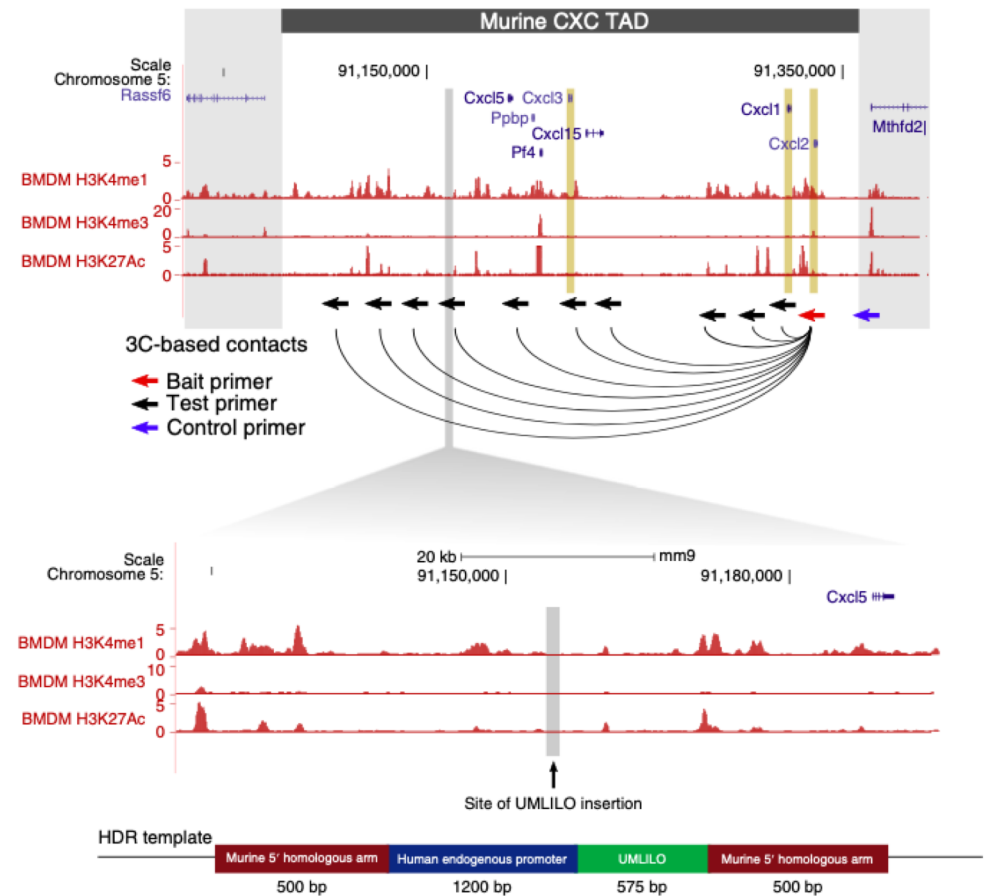 Murine CXC TAD
Scale
Chromosome 5:
91,150,000 |
91,350,000 |
Rassf6
Cxcl5
Cxcl3
Ppbp
Cxcl15
Pf4
Cxcl1
Cxcl2
Mthfd2l
BMDM H3K4me1
5
0
BMDM H3K4me3
20
0
BMDM H3K27Ac
5
0
3C-based contacts
Bait primer
Test primer
Control primer
Scale
Chromosome 5:
20 kb
mm9
91,150,000 |
91,180,000 |
Cxcl5
BMDM H3K4me1
5
0
BMDM H3K4me3
10
0
BMDM H3K27Ac
5
0
Site of UMLILO insertion
HDR template
Murine 5′ homologous arm
Human endogenous promoter
UMLILO
Murine 5′ homologous arm
500 bp
1200 bp
575 bp
500 bp